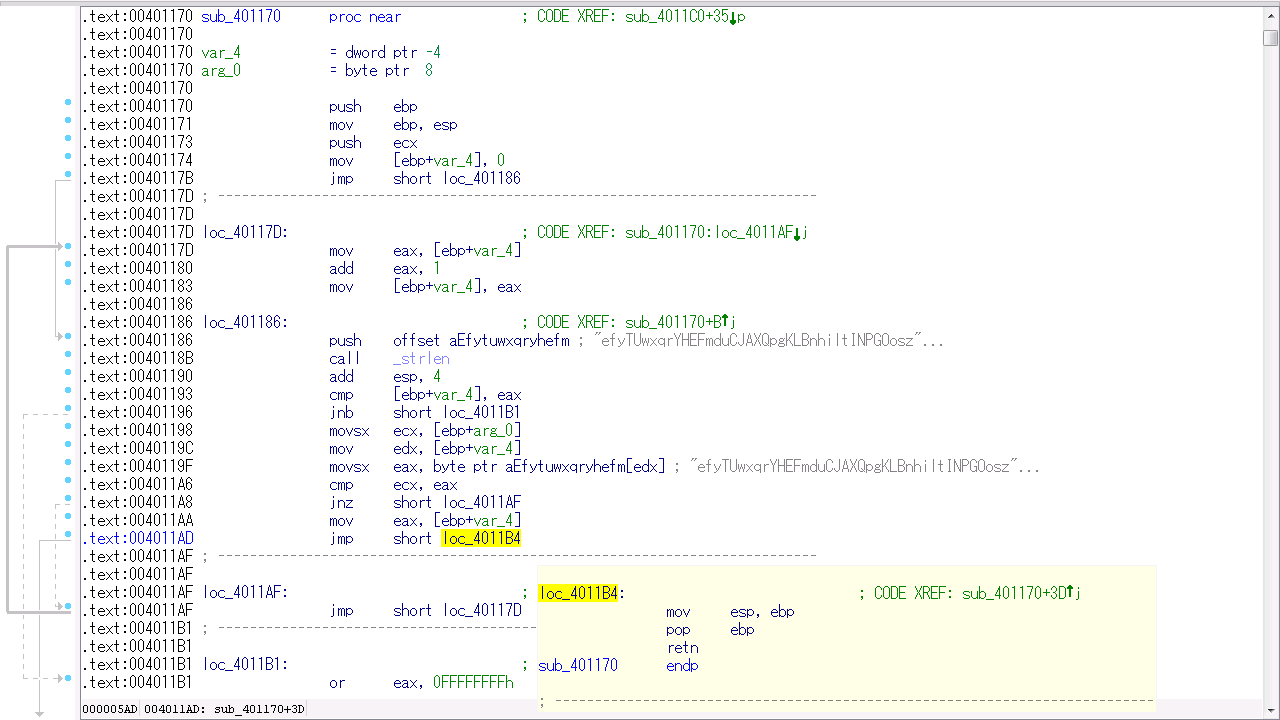 .text:00401170 sub_401170 proc near ; CODE XREF: sub_4011C0+35↓p
.text:00401170
.text:00401170 var_4 = dword ptr -4
.text:00401170 arg_0 = byte ptr 8
.text:00401170
.text:00401170 push ebp
.text:00401171 mov ebp, esp
.text:00401173 push ecx
.text:00401174 mov [ebp+var_4], 0
.text:0040117B jmp short loc_401186
.text:0040117D ; ---------------------------------------------------------------------------
.text:0040117D
.text:0040117D loc_40117D: ; CODE XREF: sub_401170:loc_4011AF↓j
.text:0040117D mov eax, [ebp+var_4]
.text:00401180 add eax, 1
.text:00401183 mov [ebp+var_4], eax
.text:00401186
.text:00401186 loc_401186: ; CODE XREF: sub_401170+B↑j
.text:00401186 push offset aEfytuwxqryhefm ; "efyTUwxqrYHEFmduCJAXQpgKLBnhiltINPGOosz"...
.text:0040118B call _strlen
.text:00401190 add esp, 4
.text:00401193 cmp [ebp+var_4], eax
.text:00401196 jnb short loc_4011B1
.text:00401198 movsx ecx, [ebp+arg_0]
.text:0040119C mov edx, [ebp+var_4]
.text:0040119F movsx eax, byte ptr aEfytuwxqryhefm[edx] ; "efyTUwxqrYHEFmduCJAXQpgKLBnhiltINPGOosz"...
.text:004011A6 cmp ecx, eax
.text:004011A8 jnz short loc_4011AF
.text:004011AA mov eax, [ebp+var_4]
.text:004011AD jmp short loc_4011B4
.text:004011AF ; ---------------------------------------------------------------------------
.text:004011AF
.text:004011AF loc_4011AF: ; loc_4011B4: ; CODE XREF: sub_401170+3D↑j
.text:004011AF jmp short loc_40117D mov esp, ebp
.text:004011B1 ; ---------------------------------------- pop ebp
.text:004011B1 retn
.text:004011B1 loc_4011B1: ; sub_401170 endp
.text:004011B1 or eax, 0FFFFFFFFh
; ---------------------------------------------------------------------------
000005AD 004011AD: sub_401170+3D